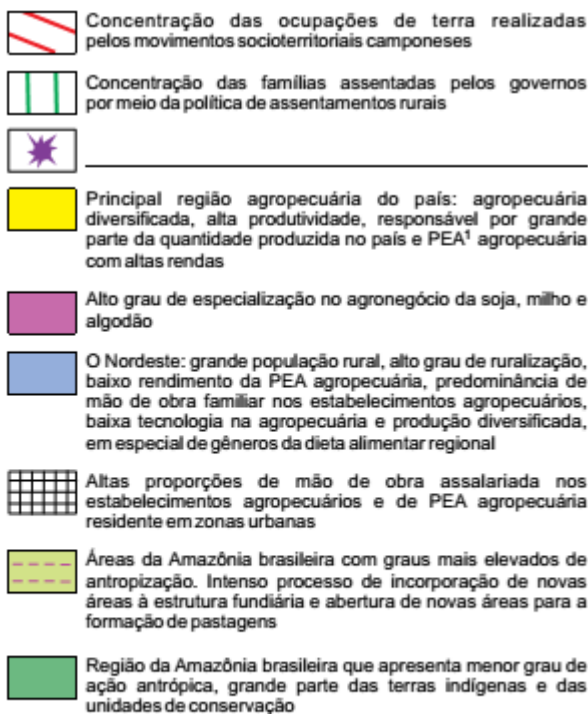 Concentração das ocupações de terra realizadas
pelos movimentos socioterritoriais camponeses
Concentração das famílias assentadas pelos governos
por meio da política de assentamentos rurais
Principal região agropecuária do país: agropecuária
diversificada, alta produtividade, responsável por grande
parte da quantidade produzida no país e PEA¹ agropecuária
com altas rendas
Alto grau de especialização no agronegócio da soja, milho e
algodão
O Nordeste: grande população rural, alto grau de ruralização,
baixo rendimento da PEA agropecuária, predominância de
mão de obra familiar nos estabelecimentos agropecuários,
baixa tecnologia na agropecuária e produção diversificada,
em especial de gêneros da dieta alimentar regional
Altas proporções de mão de obra assalariada nos
estabelecimentos agropecuários e de PEA agropecuária
residente em zonas urbanas
Áreas da Amazônia brasileira com graus mais elevados de
antropização. Intenso processo de incorporação de novas
áreas à estrutura fundiária e abertura de novas áreas para a
formação de pastagens
Região da Amazônia brasileira que apresenta menor grau de
ação antrópica, grande parte das terras indígenas e das
unidades de conservação